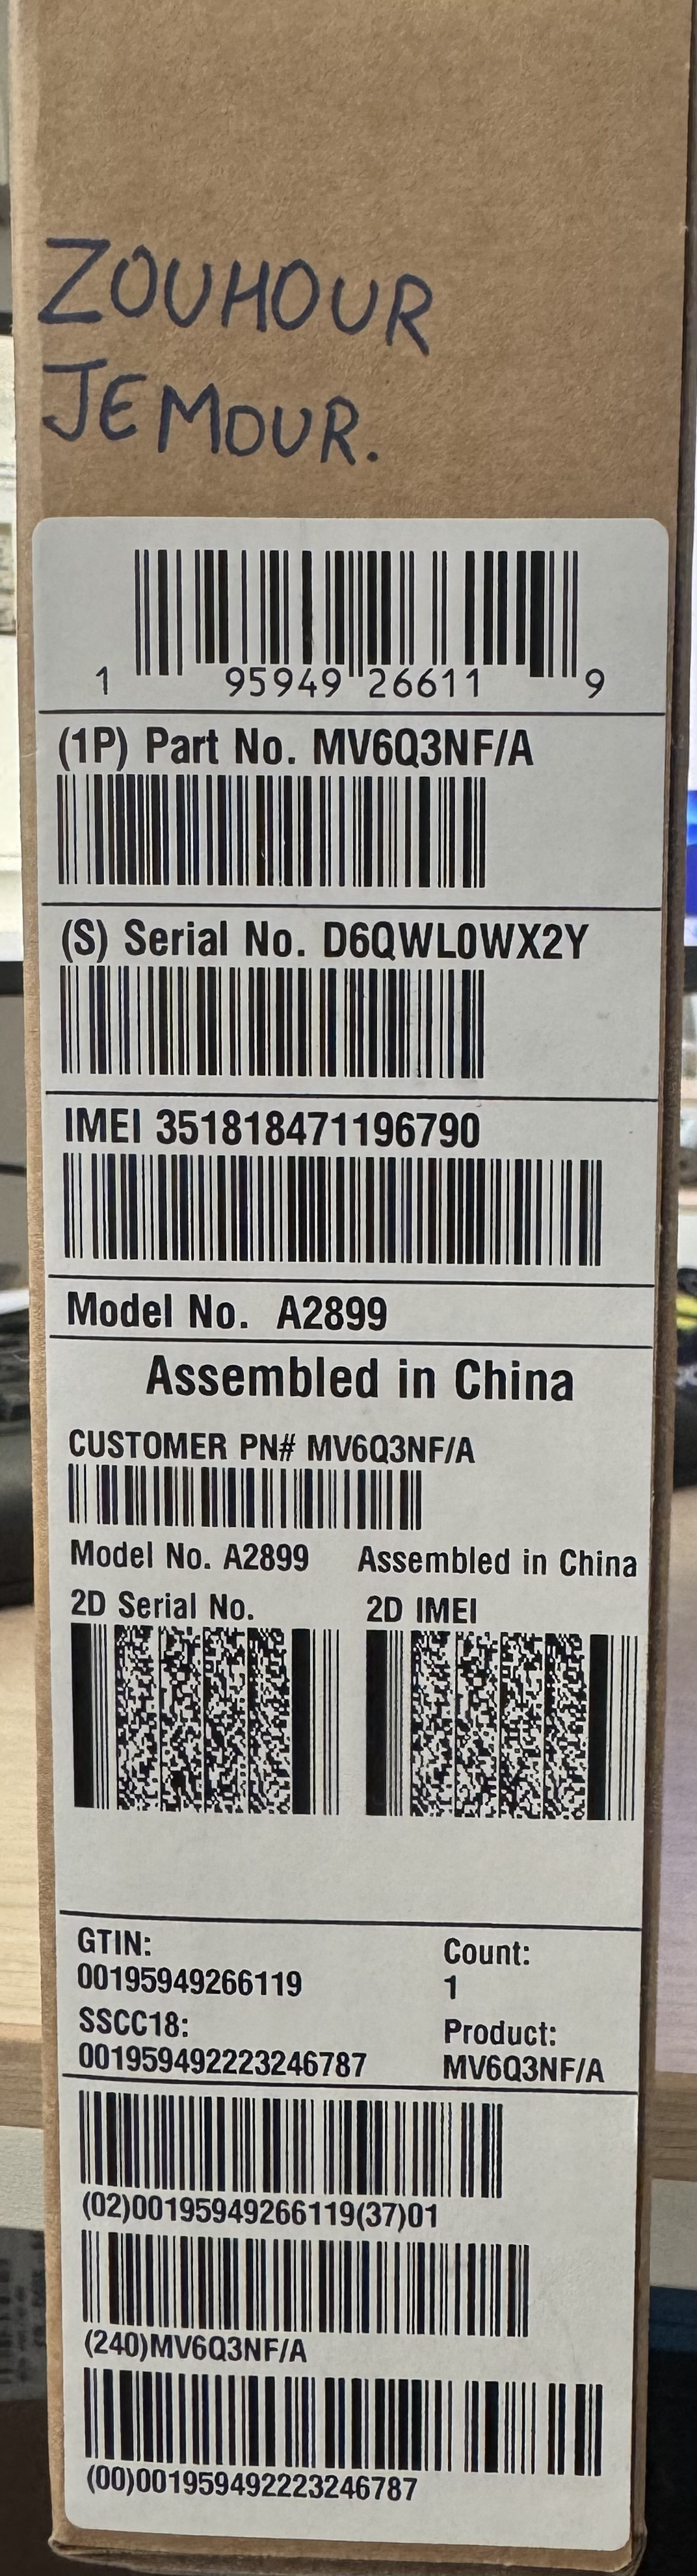 ZOUHOUR
JEMOUR.
1 95949 26611 9
(1P) Part No. MV6Q3NF/A
(S) Serial No. D6QWL0WX2Y
IMEI 351818471196790
Model No. A2899
Assembled in China
CUSTOMER PN# MV6Q3NF/A
Model No. A2899 Assembled in China
2D Serial No. 2D IMEI
GTIN: Count:
00195949266119 1
SSCC18: Product:
001959492223246787 MV6Q3NF/A
(02)00195949266119(37)01
(240)MV6Q3NF/A
(00)001959492223246787